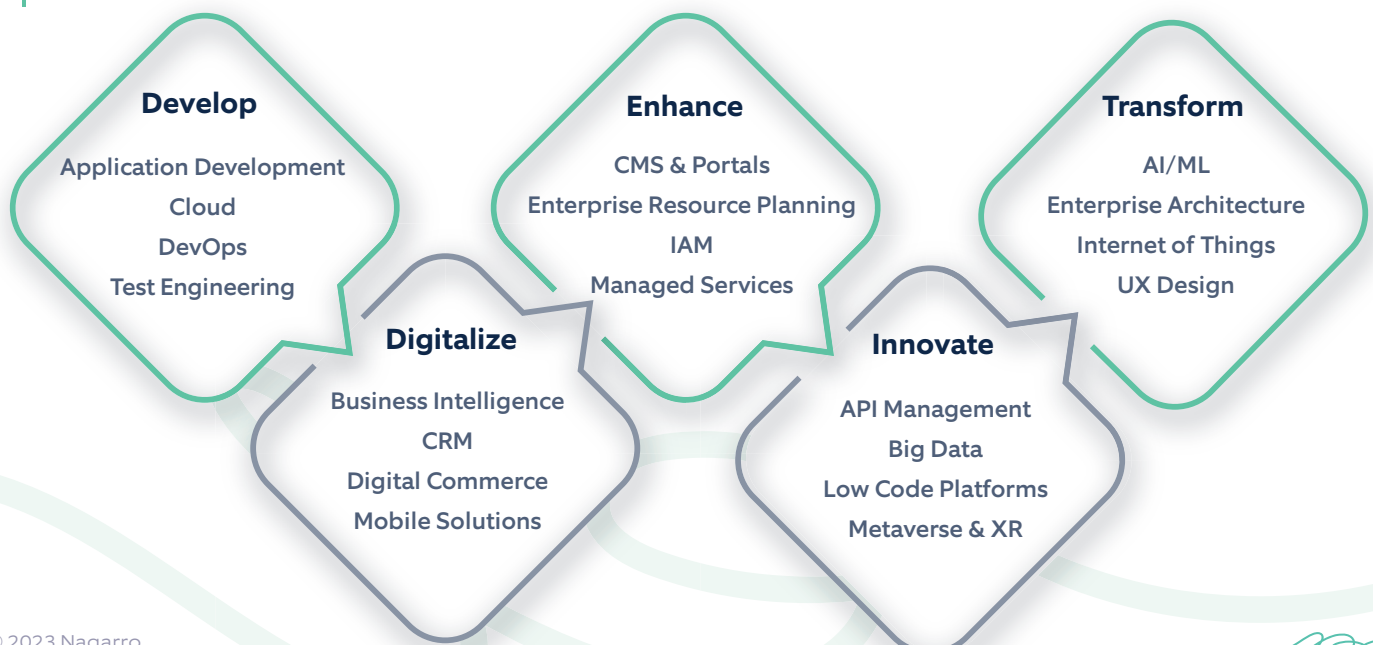 Develop
Application Development
Cloud
DevOps
Test Engineering
Digitalize
Business Intelligence
CRM
Digital Commerce
Mobile Solutions
Enhance
CMS & Portals
Enterprise Resource Planning
IAM
Managed Services
Innovate
API Management
Big Data
Low Code Platforms
Metaverse & XR
Transform
AI/ML
Enterprise Architecture
Internet of Things
UX Design
© 2023 Nagarro